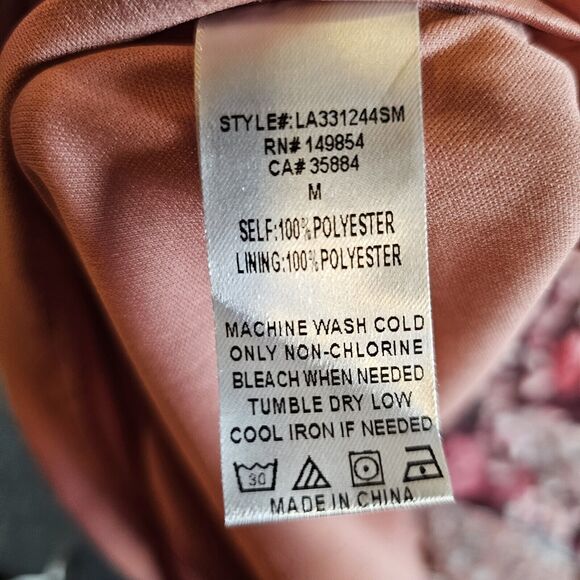 STYLE#:LA331244SM
RN# 149854
CA# 35884
M
SELF:100%POLYESTER
LINING:100%POLYESTER
MACHINE WASH COLD
ONLY NON-CHLORINE
BLEACH WHEN NEEDED
TUMBLE DRY LOW
COOL IRON IF NEEDED
30
MADE IN CHINA